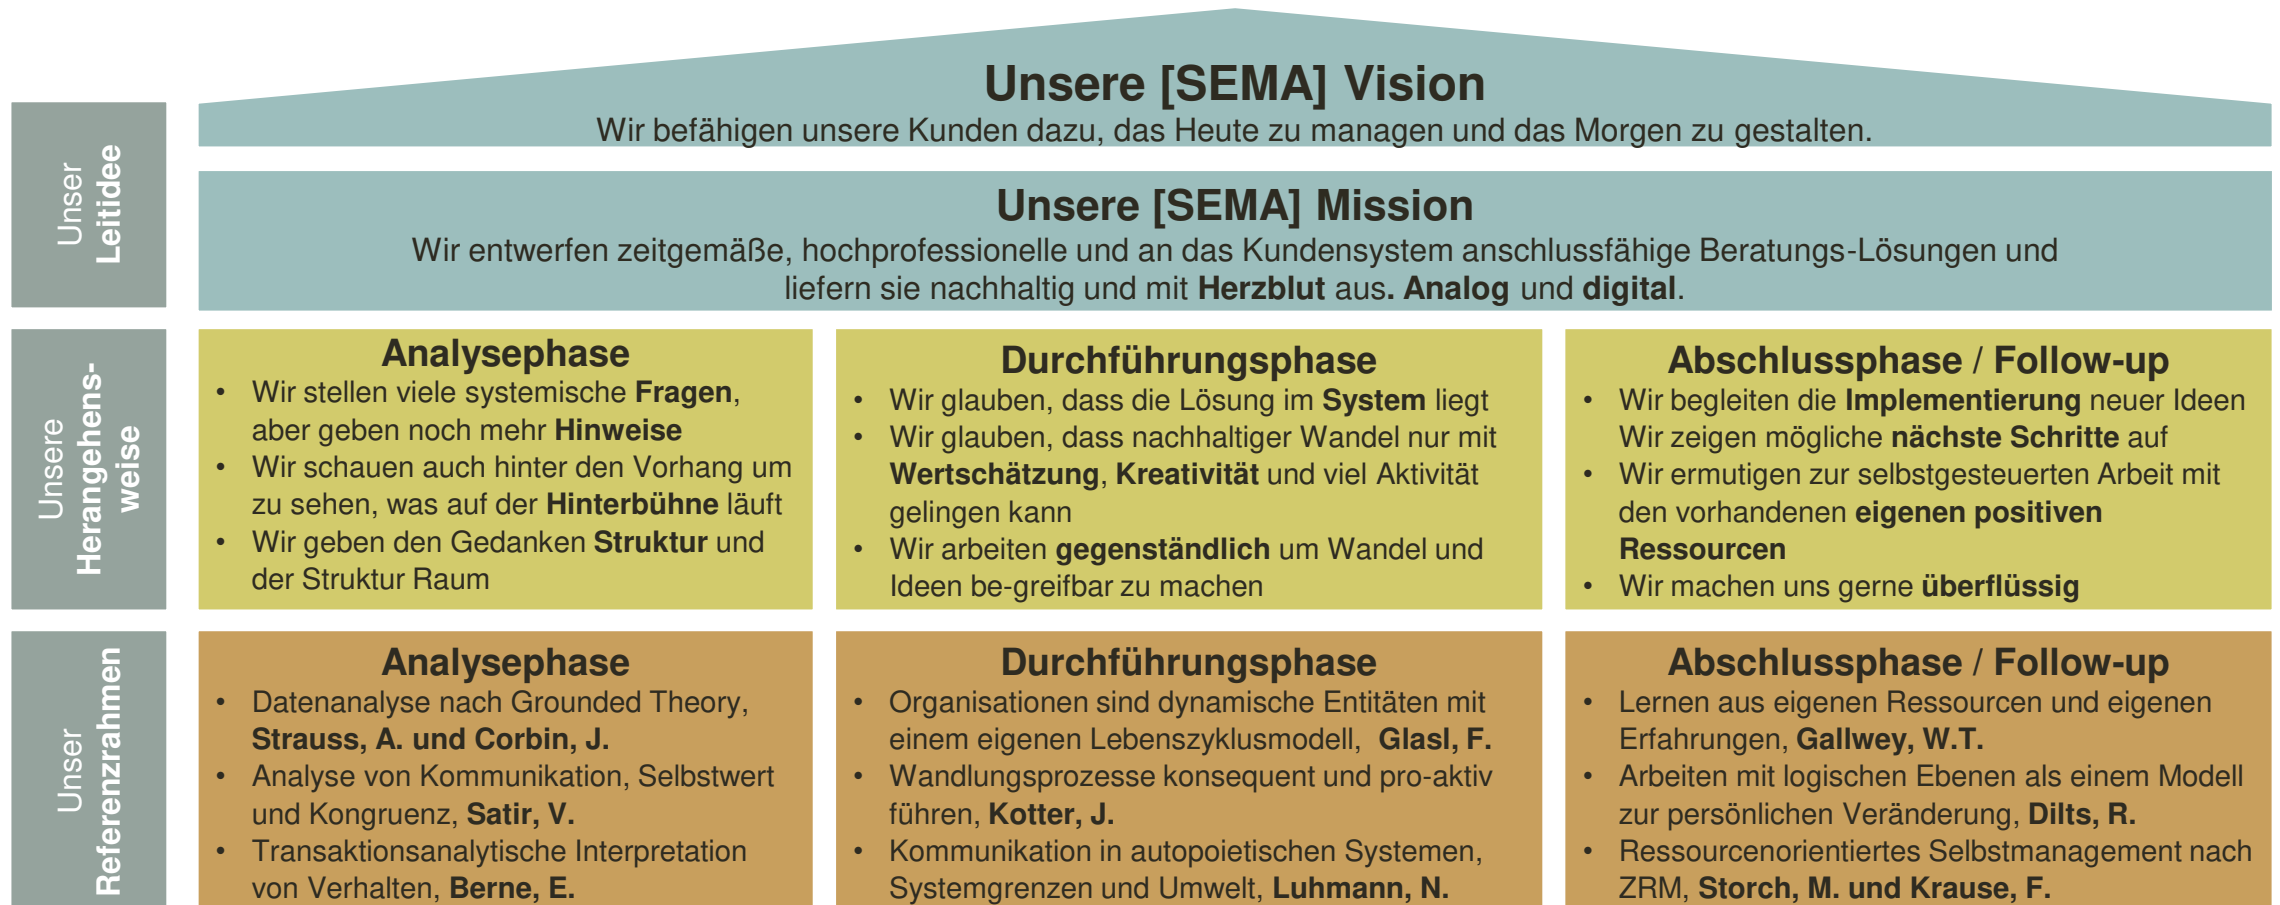 Unsere [SEMA] Vision
Wir befähigen unsere Kunden dazu, das Heute zu managen und das Morgen zu gestalten.
Unser
Leitidee
Unsere [SEMA] Mission
Wir entwerfen zeitgemäße, hochprofessionelle und an das Kundensystem anschlussfähige Beratungs-Lösungen und
liefern sie nachhaltig und mit Herzblut aus. Analog und digital.
Unsere
Herangehens-
weise
Analysephase
• Wir stellen viele systemische Fragen,
aber geben noch mehr Hinweise
• Wir schauen auch hinter den Vorhang um
zu sehen, was auf der Hinterbühne läuft
• Wir geben den Gedanken Struktur und
der Struktur Raum
Durchführungsphase
• Wir glauben, dass die Lösung im System liegt
• Wir glauben, dass nachhaltiger Wandel nur mit
Wertschätzung, Kreativität und viel Aktivität
gelingen kann
• Wir arbeiten gegenständlich um Wandel und
Ideen be-greifbar zu machen
Abschlussphase / Follow-up
• Wir begleiten die Implementierung neuer Ideen
Wir zeigen mögliche nächste Schritte auf
• Wir ermutigen zur selbstgesteuerten Arbeit mit
den vorhandenen eigenen positiven
Ressourcen
• Wir machen uns gerne überflüssig
Unser
Referenzrahmen
Analysephase
• Datenanalyse nach Grounded Theory,
Strauss, A. und Corbin, J.
• Analyse von Kommunikation, Selbstwert
und Kongruenz, Satir, V.
• Transaktionsanalytische Interpretation
von Verhalten, Berne, E.
Durchführungsphase
• Organisationen sind dynamische Entitäten mit
einem eigenen Lebenszyklusmodell, Glasl, F.
• Wandlungsprozesse konsequent und pro-aktiv
führen, Kotter, J.
• Kommunikation in autopoietischen Systemen,
Systemgrenzen und Umwelt, Luhmann, N.
Abschlussphase / Follow-up
• Lernen aus eigenen Ressourcen und eigenen
Erfahrungen, Gallwey, W.T.
• Arbeiten mit logischen Ebenen als einem Modell
zur persönlichen Veränderung, Dilts, R.
• Ressourcenorientiertes Selbstmanagement nach
ZRM, Storch, M. und Krause, F.